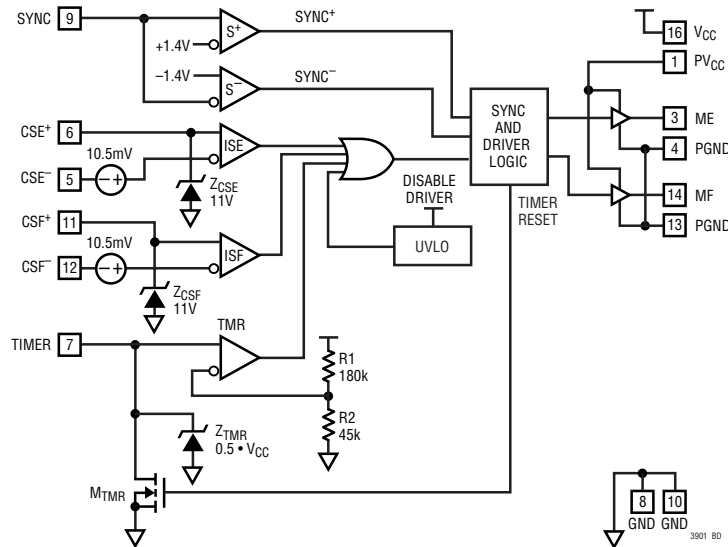 SYNC 9
+1.4V
S+
SYNC+
–1.4V
S–
SYNC–
CSE+ 6
CSE– 5
10.5mV
– +
ISE
ZCSE
11V
CSF+ 11
CSF– 12
10.5mV
– +
ISF
ZCSF
11V
TIMER 7
TMR
R1
180k
R2
45k
ZTMR
0.5 • VCC
MTMR
DISABLE
DRIVER
UVLO
SYNC
AND
DRIVER
LOGIC
TIMER
RESET
16 VCC
1 PVCC
3 ME
4 PGND
14 MF
13 PGND
8 10
GND GND
3901 BD